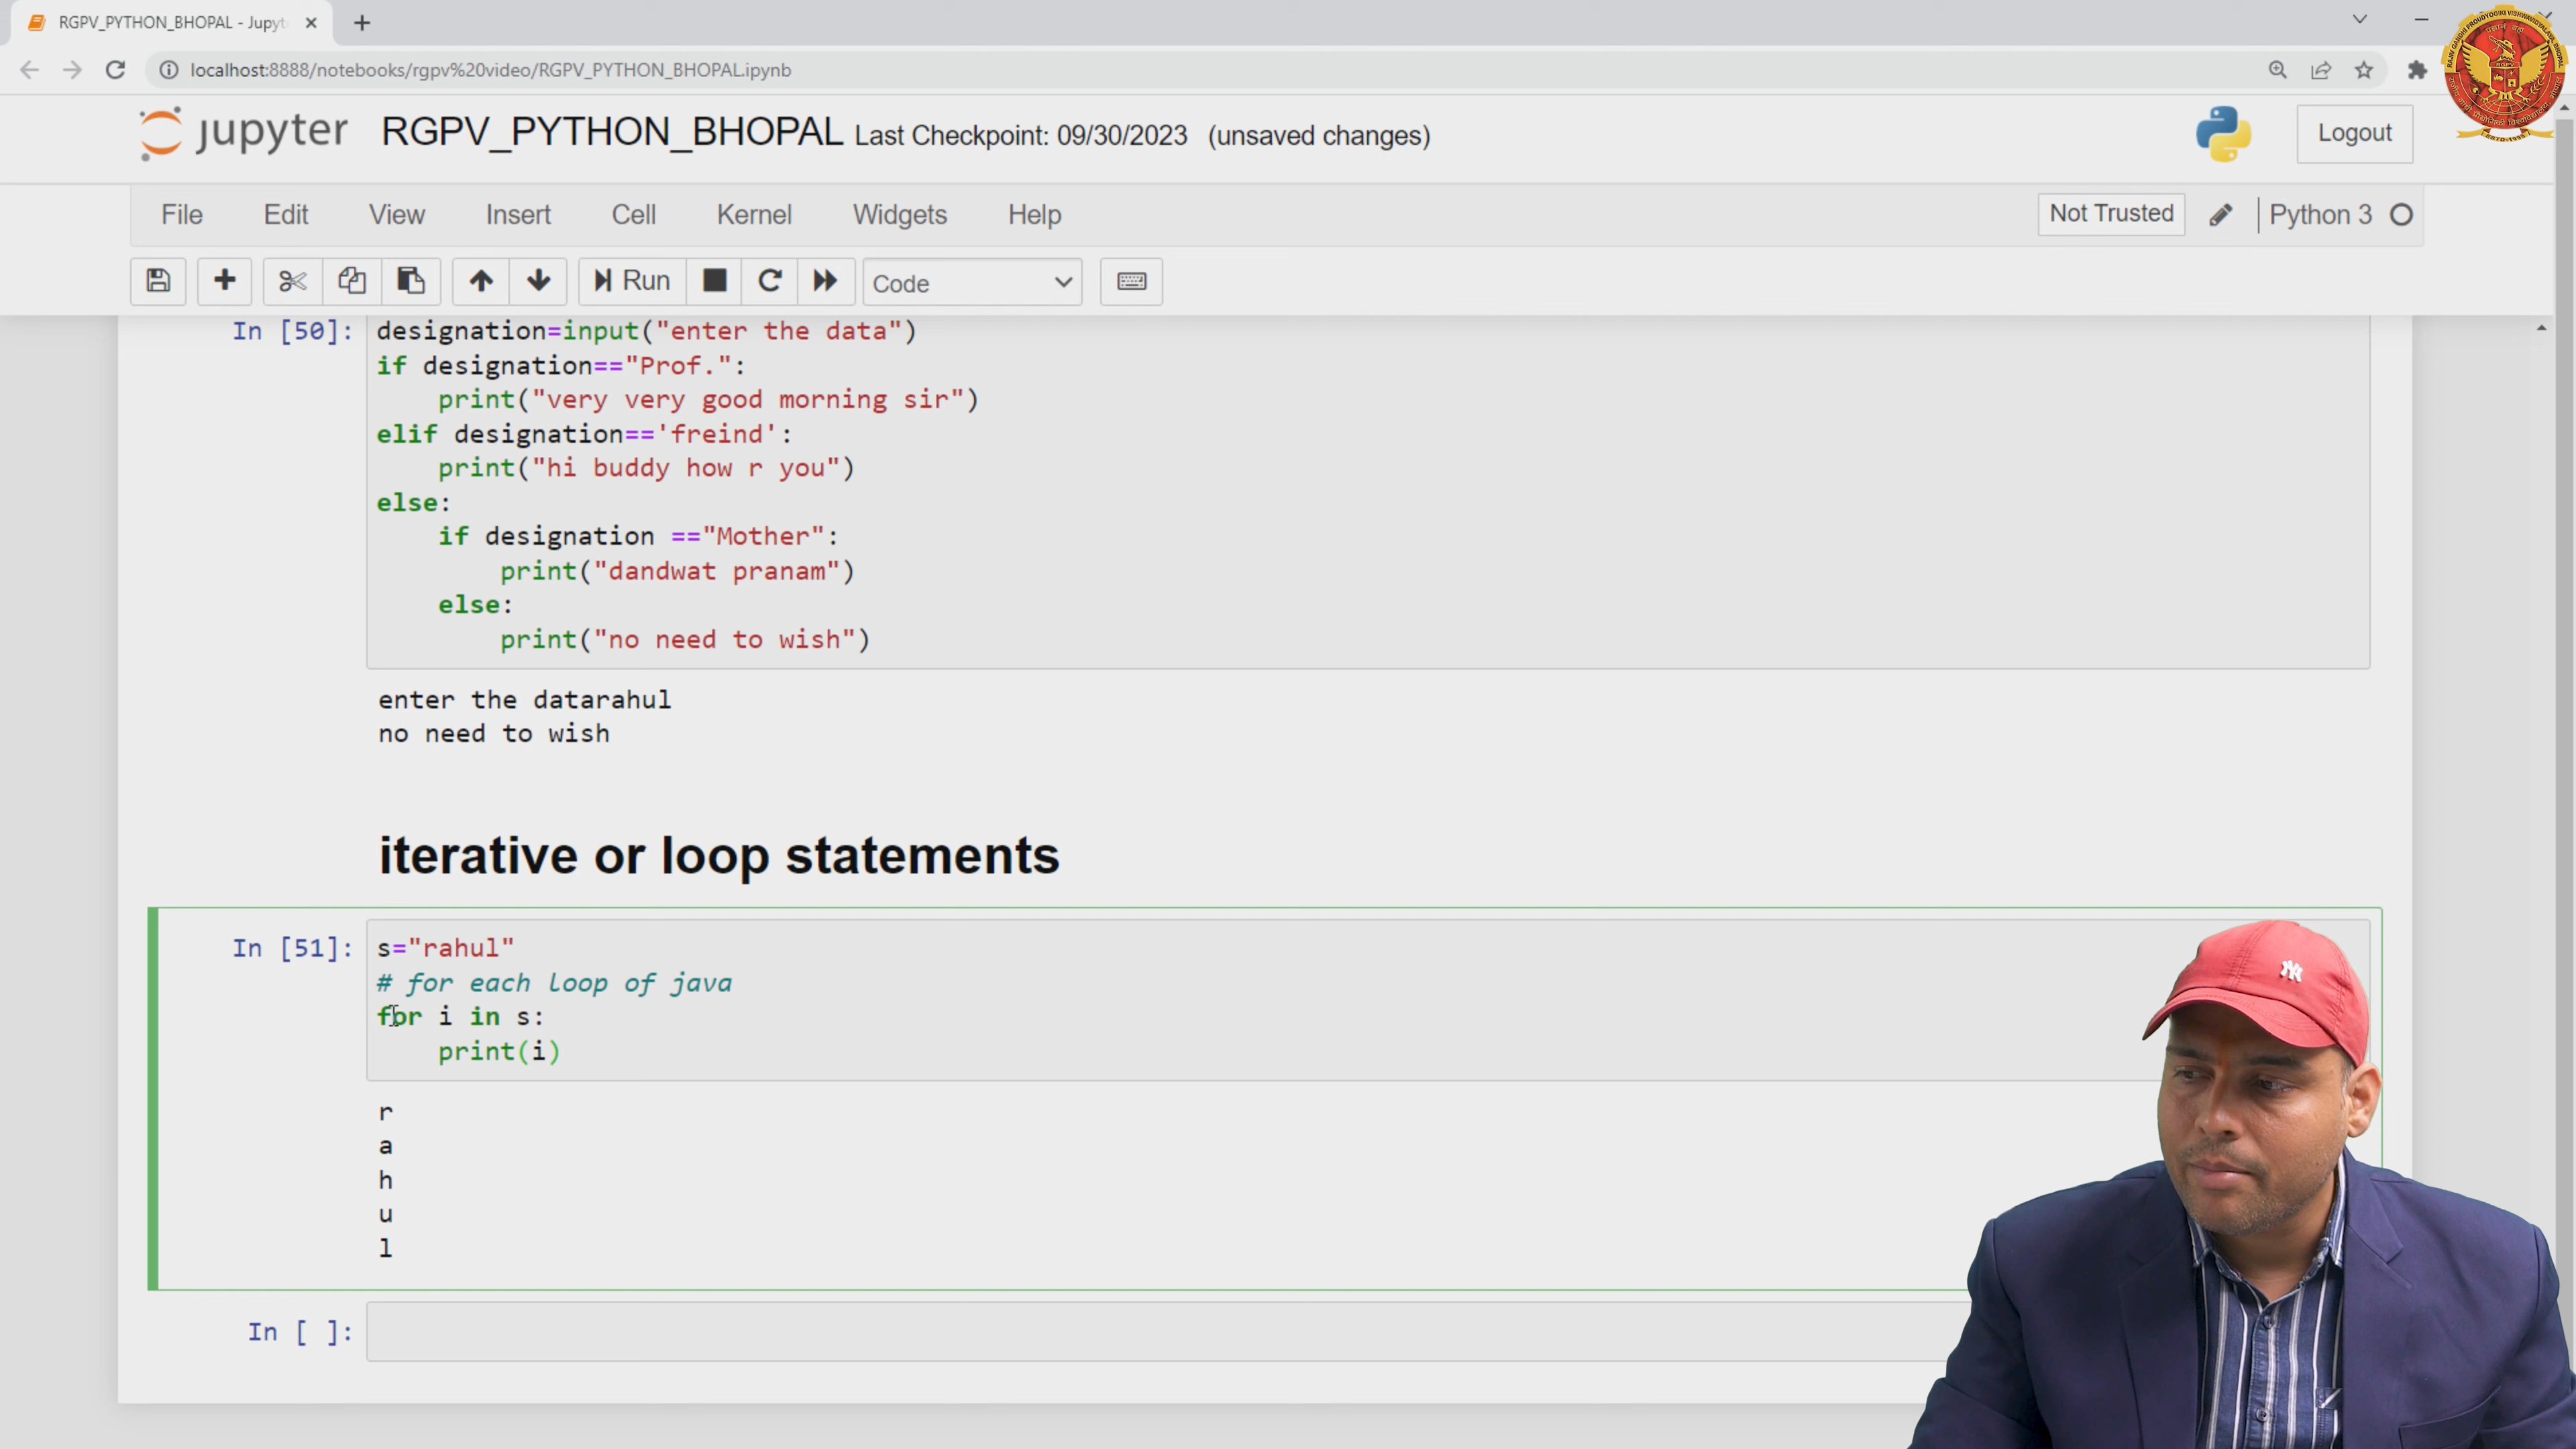 RGPV_PYTHON_BHOPAL - Jupyt
localhost:8888/notebooks/rgpv%20video/RGPV_PYTHON_BHOPAL.ipynb
jupyter RGPV_PYTHON_BHOPAL Last Checkpoint: 09/30/2023 (unsaved changes)
Logout
File Edit View Insert Cell Kernel Widgets Help
Not Trusted Python 3
Run Code
In [50]: designation=input("enter the data")
if designation=="Prof.":
    print("very very good morning sir")
elif designation=='freind':
    print("hi buddy how r you")
else:
    if designation =="Mother":
        print("dandwat pranam")
    else:
        print("no need to wish")
enter the datarahul
no need to wish
iterative or loop statements
In [51]: s="rahul"
# for each loop of java
for i in s:
    print(i)
r
a
h
u
l
In [ ]: